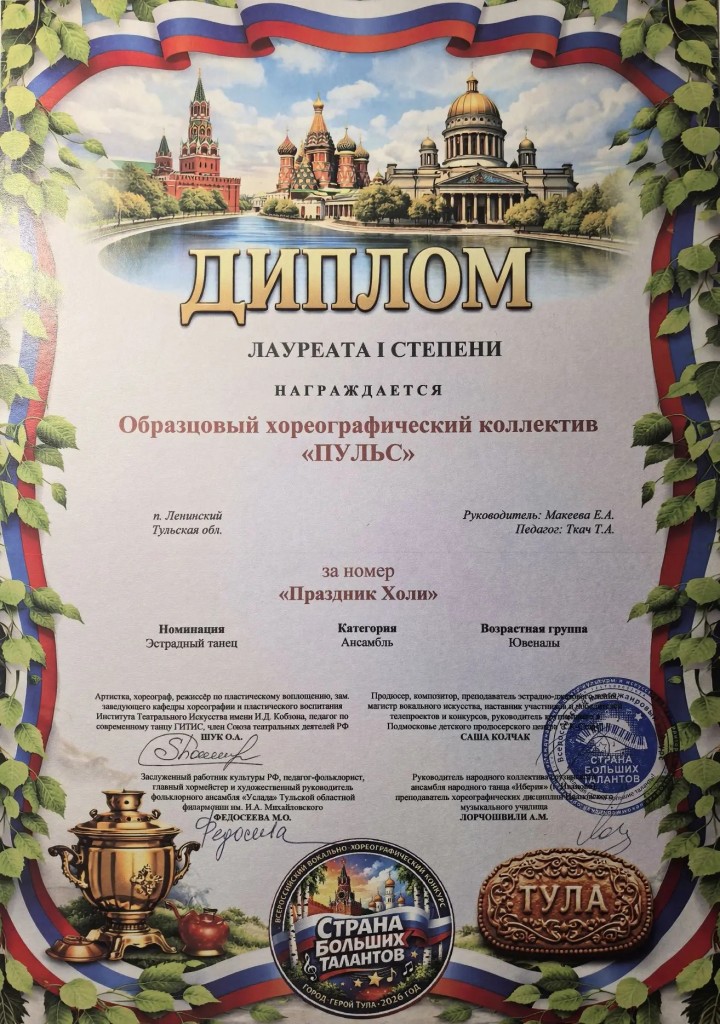 ДИПЛОМ
ЛАУРЕАТА I СТЕПЕНИ
НАГРАЖДАЕТСЯ
Образцовый хореографический коллектив
«ПУЛЬС»
п. Ленинский
Тульская обл.
Руководитель: Макеева Е.А.
Педагог: Ткач Т.А.
за номер
«Праздник Холи»
Номинация
Эстрадный танец
Категория
Ансамбль
Возрастная группа
Ювеналы
Артистка, хореограф, режиссёр по пластическому воплощению, зам.
заведующего кафедры хореографии и пластического воспитания
Института Театрального Искусства имени И.Д. Кобзона, педагог по
современному танцу ГИТИС, член Союза театральных деятелей РФ
ШУК О.А.
Продюсер, композитор, преподаватель эстрадно-джазового
магистр вокального искусства, наставник участников и
телепроектов и конкурсов, руководитель
Подмосковье детского продюсерского центра
САША КОЛЧАК
СТРАНА
БОЛЬШИХ
ТАЛАНТОВ
Заслуженный работник культуры РФ, педагог-фольклорист,
главный хормейстер и художественный руководитель
фольклорного ансамбля «Услада» Тульской областной
филармонии им. И.А. Михайловского
ФЕДОСЕЕВА М.О.
Федосеева
Руководитель народного коллектива
ансамбля народного танца «Иберия»
преподаватель хореографических дисциплин
музыкального училища
ЛОРЧОШВИЛИ А.М.
ВСЕРОССИЙСКИЙ ВОКАЛЬНО-ХОРЕОГРАФИЧЕСКИЙ КОНКУРС
СТРАНА
БОЛЬШИХ
ТАЛАНТОВ
ГОРОД-ГЕРОЙ ТУЛА • 2026 ГОД
ТУЛА